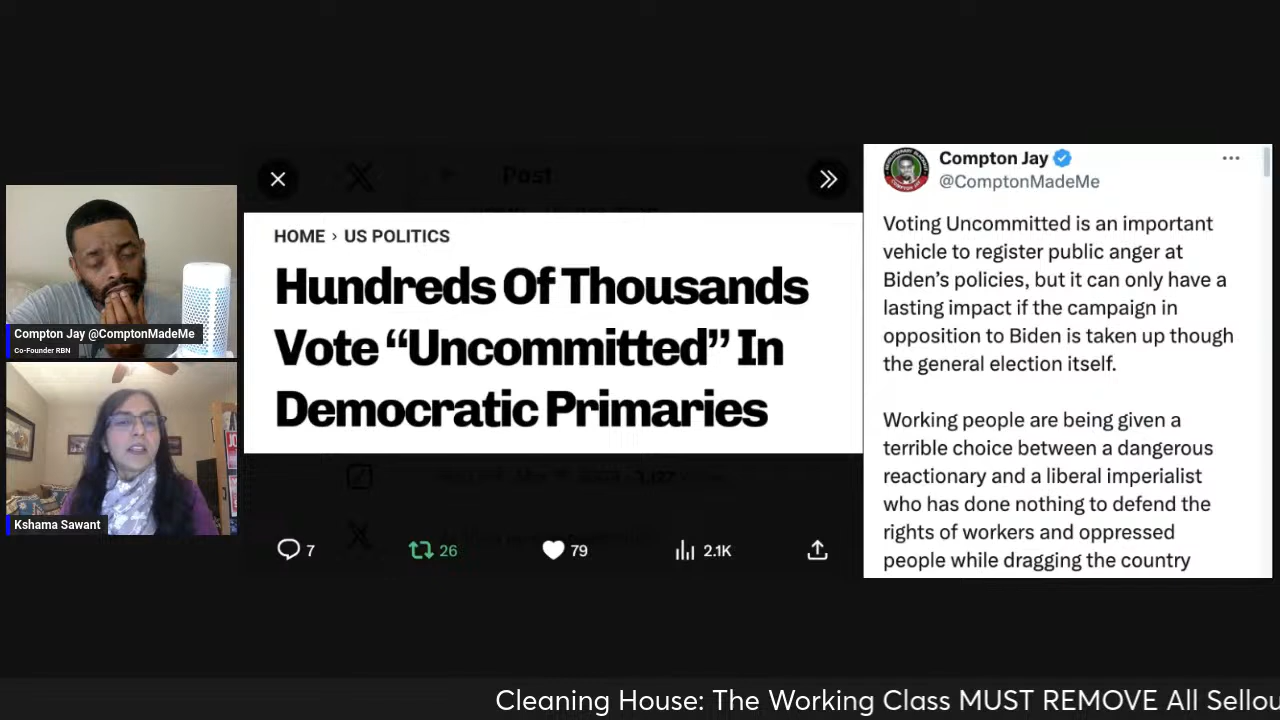 Compton Jay @ComptonMadeMe
Co-Founder RBN
Kshama Sawant
Post
HOME › US POLITICS
Hundreds Of Thousands
Vote “Uncommitted” In
Democratic Primaries
7
26
79
2.1K
Compton Jay
@ComptonMadeMe
Voting Uncommitted is an important
vehicle to register public anger at
Biden’s policies, but it can only have a
lasting impact if the campaign in
opposition to Biden is taken up though
the general election itself.
Working people are being given a
terrible choice between a dangerous
reactionary and a liberal imperialist
who has done nothing to defend the
rights of workers and oppressed
people while dragging the country
Cleaning House: The Working Class MUST REMOVE All Sellou